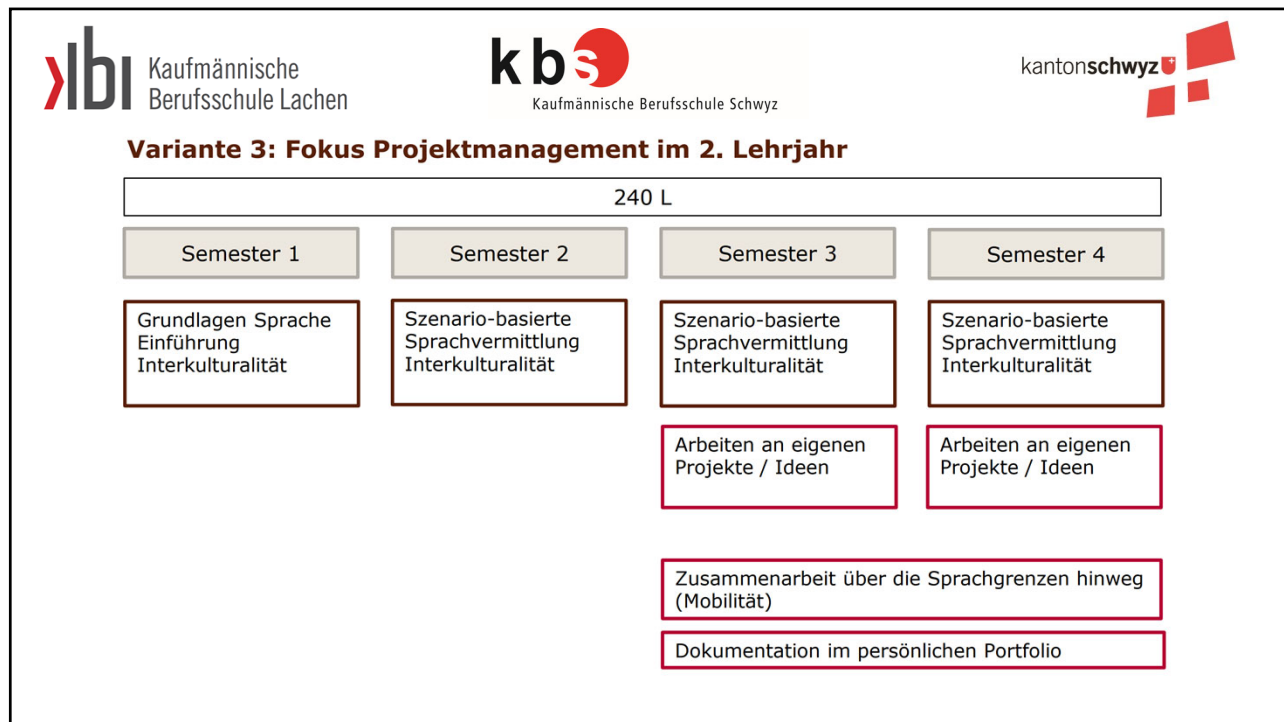 kbl Kaufmännische
Berufsschule Lachen
kbs
Kaufmännische Berufsschule Schwyz
kantonschwyz
Variante 3: Fokus Projektmanagement im 2. Lehrjahr
240 L
Semester 1
Semester 2
Semester 3
Semester 4
Grundlagen Sprache
Einführung
Interkulturalität
Szenario-basierte
Sprachvermittlung
Interkulturalität
Szenario-basierte
Sprachvermittlung
Interkulturalität
Szenario-basierte
Sprachvermittlung
Interkulturalität
Arbeiten an eigenen
Projekte / Ideen
Arbeiten an eigenen
Projekte / Ideen
Zusammenarbeit über die Sprachgrenzen hinweg
(Mobilität)
Dokumentation im persönlichen Portfolio